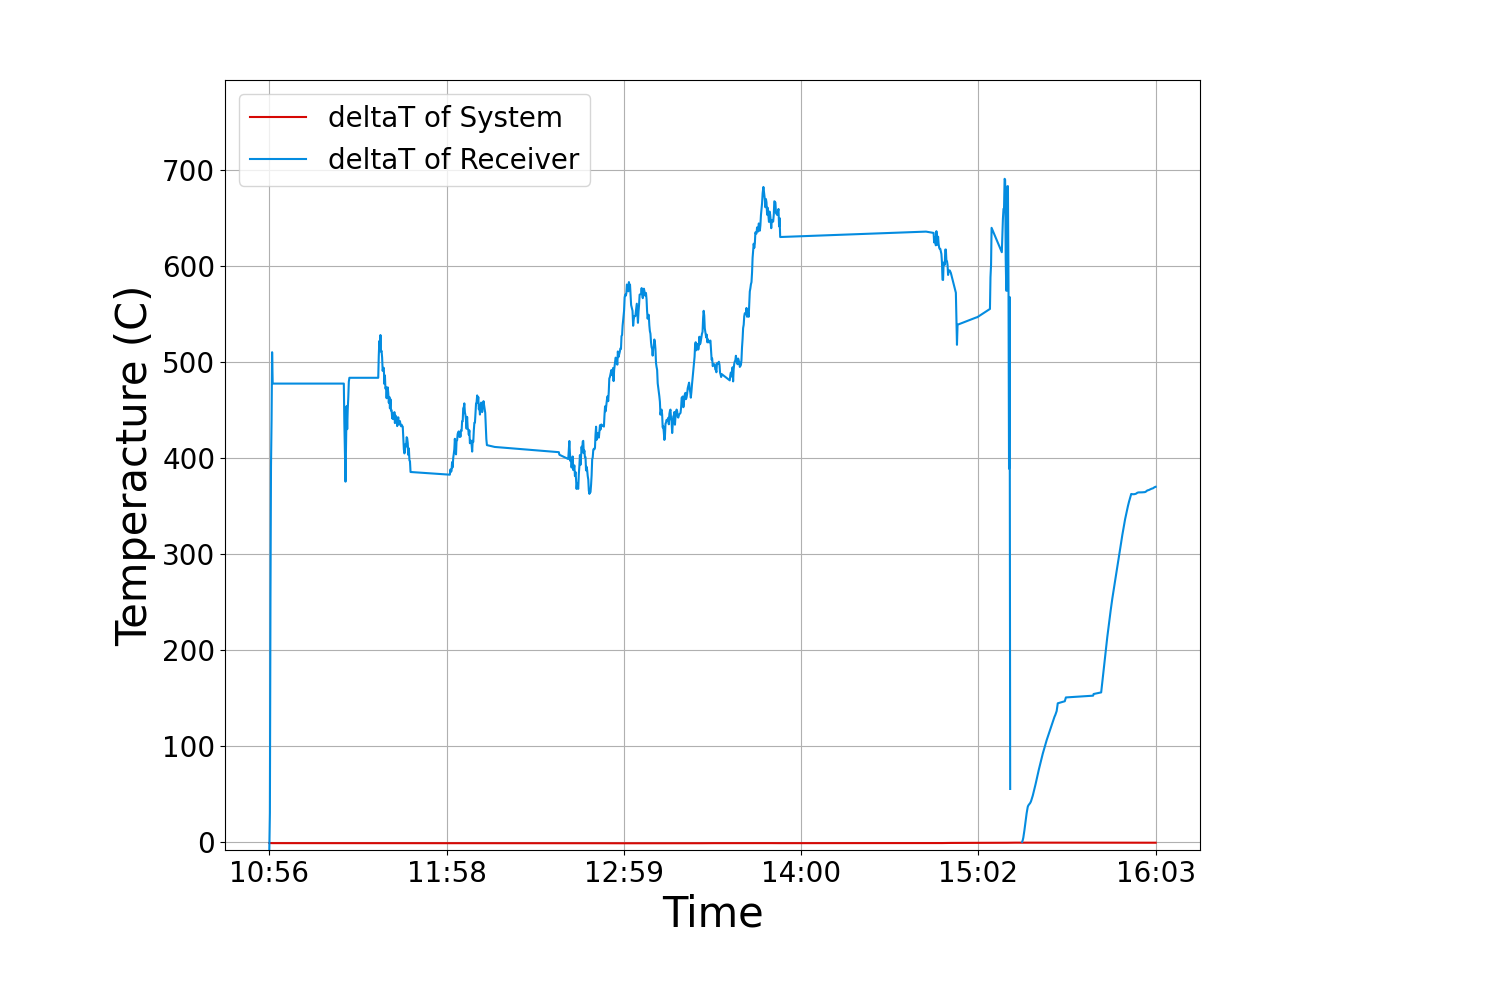 deltaT of System
deltaT of Receiver
Temperacture (C)
700
600
500
400
300
200
100
0
10:56 11:58 12:59 14:00 15:02 16:03
Time